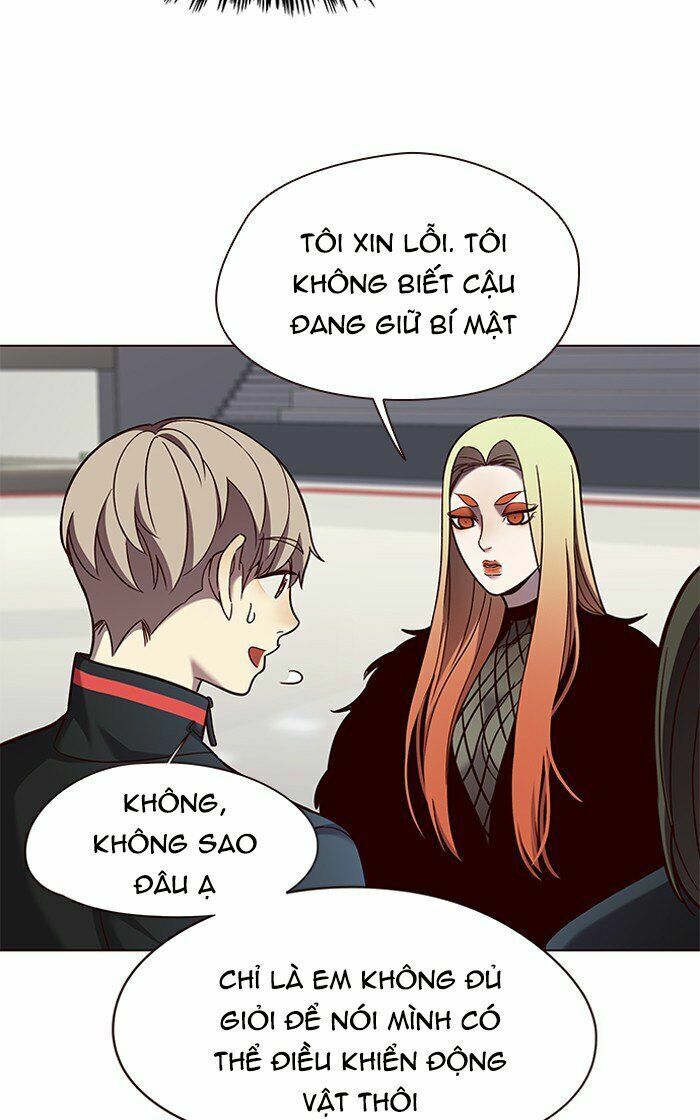 TÔI XIN LỖI. TÔI
KHÔNG BIẾT CẬU
ĐANG GIỮ BÍ MẬT
KHÔNG,
KHÔNG SAO
ĐÂU Ạ
CHỈ LÀ EM KHÔNG ĐỦ
GIỎI ĐỂ NÓI MÌNH CÓ
THỂ ĐIỀU KHIỂN ĐỘNG
VẬT THÔI